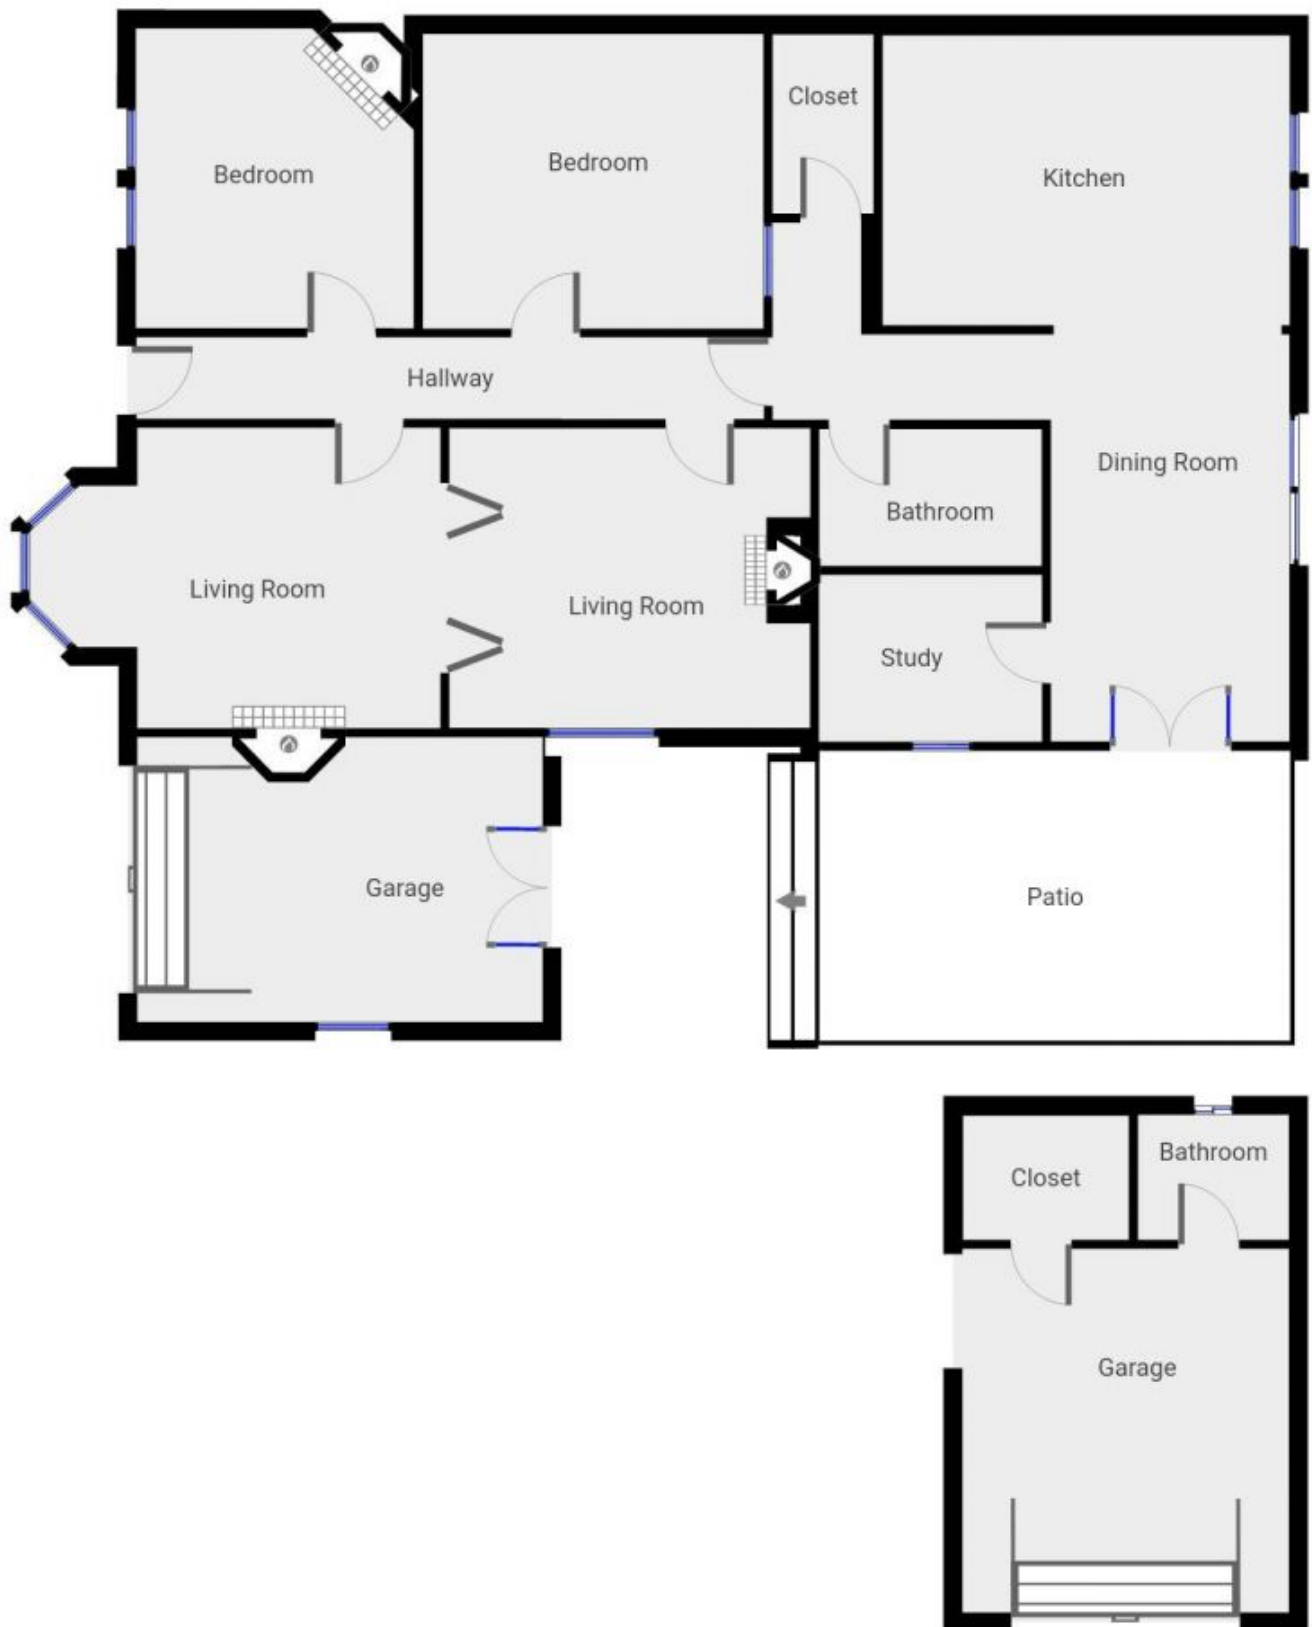 Closet
Bedroom
Bedroom
Kitchen
Hallway
Dining Room
Bathroom
Living Room
Living Room
Study
Garage
Patio
Closet
Bathroom
Garage